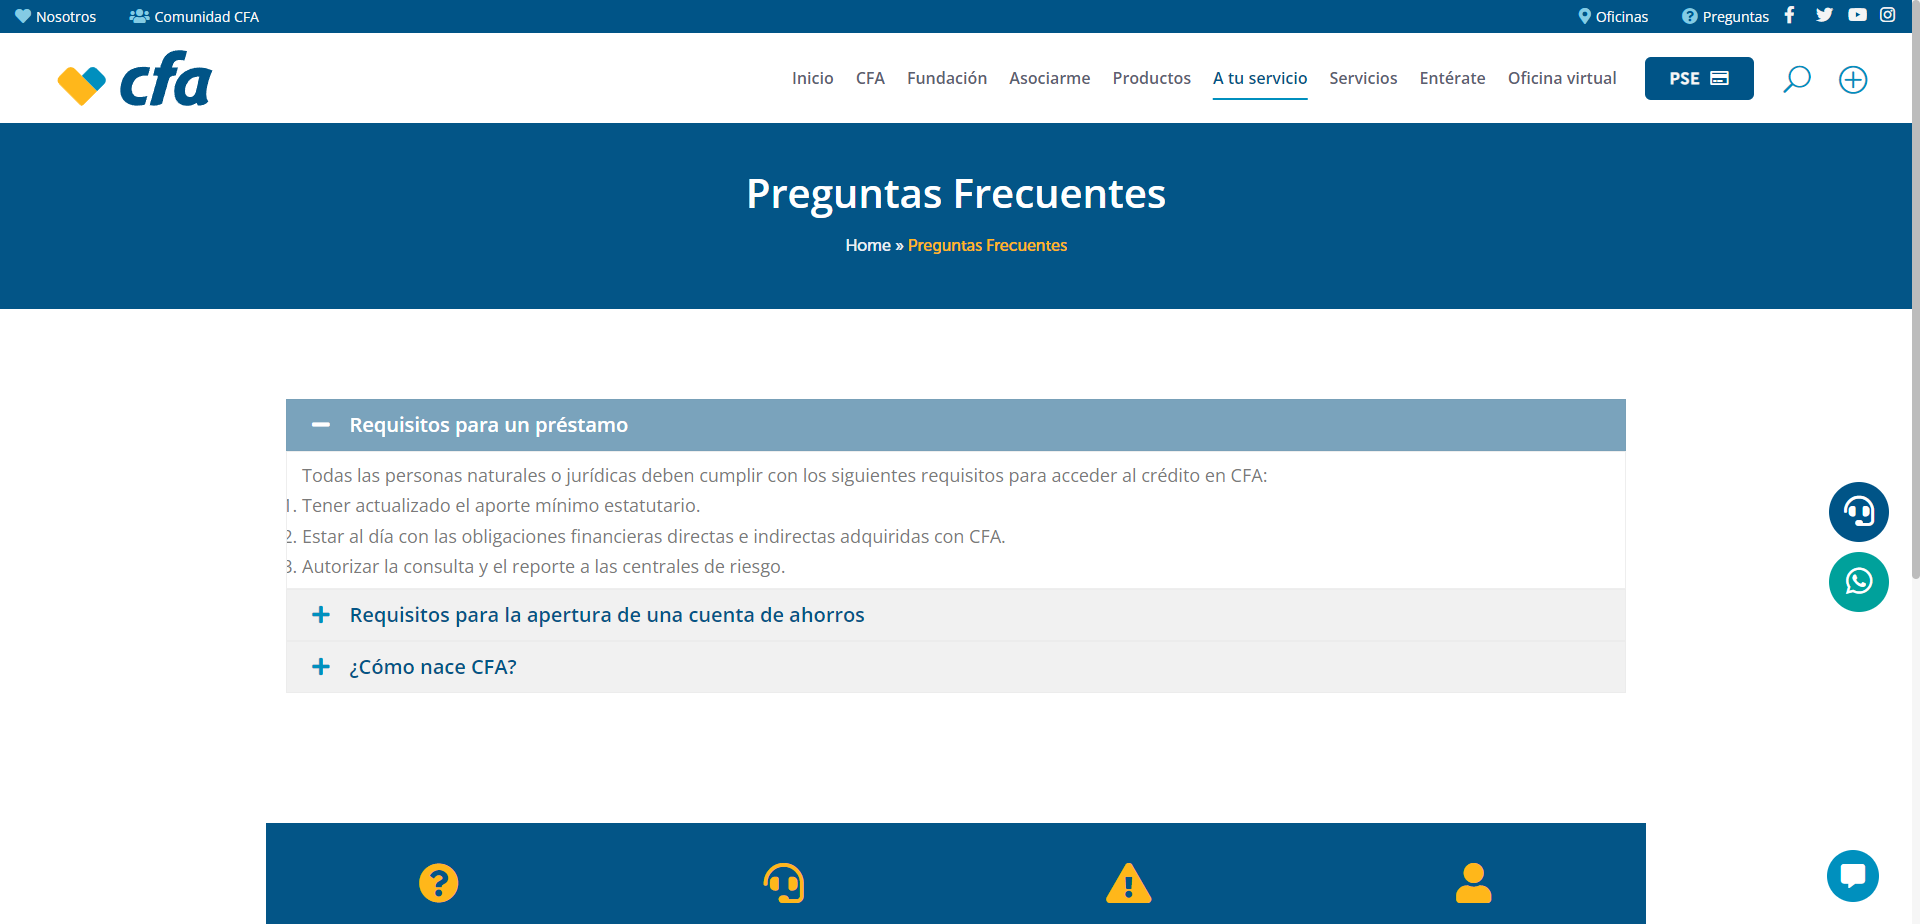 Nosotros
Comunidad CFA
Oficinas
Preguntas
cfa
Inicio
CFA
Fundación
Asociarme
Productos
A tu servicio
Servicios
Entérate
Oficina virtual
PSE
Preguntas Frecuentes
Home » Preguntas Frecuentes
Requisitos para un préstamo
Todas las personas naturales o jurídicas deben cumplir con los siguientes requisitos para acceder al crédito en CFA:
1. Tener actualizado el aporte mínimo estatutario.
2. Estar al día con las obligaciones financieras directas e indirectas adquiridas con CFA.
3. Autorizar la consulta y el reporte a las centrales de riesgo.
Requisitos para la apertura de una cuenta de ahorros
¿Cómo nace CFA?